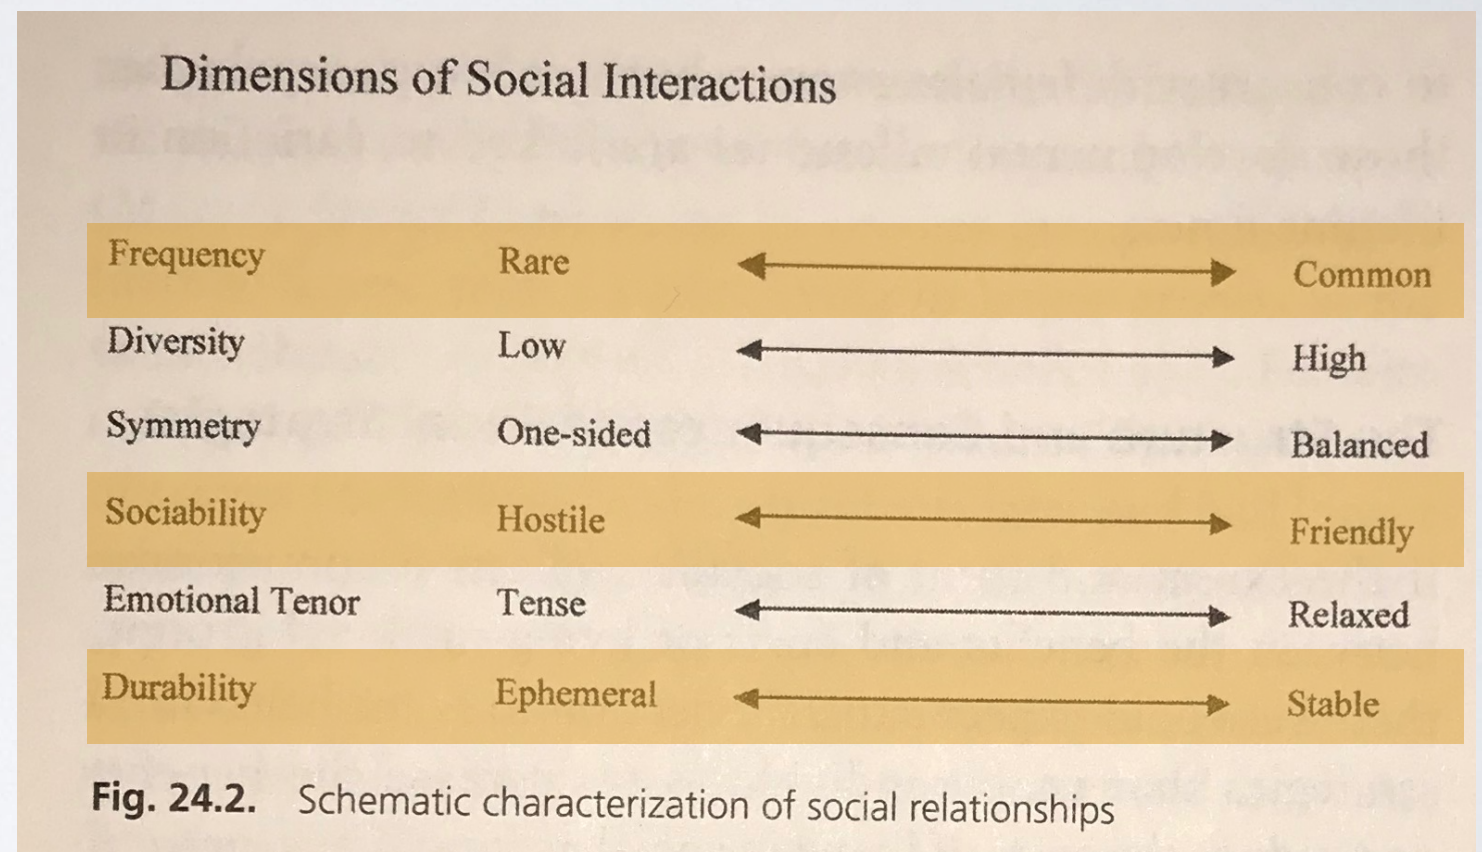 Dimensions of Social Interactions
Frequency Rare Common
Diversity Low High
Symmetry One-sided Balanced
Sociability Hostile Friendly
Emotional Tenor Tense Relaxed
Durability Ephemeral Stable
Fig. 24.2. Schematic characterization of social relationships